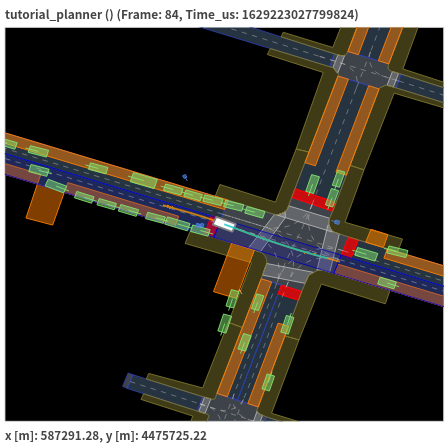 tutorial_planner () (Frame: 84, Time_us: 1629223027799824)
x [m]: 587291.28, y [m]: 4475725.22